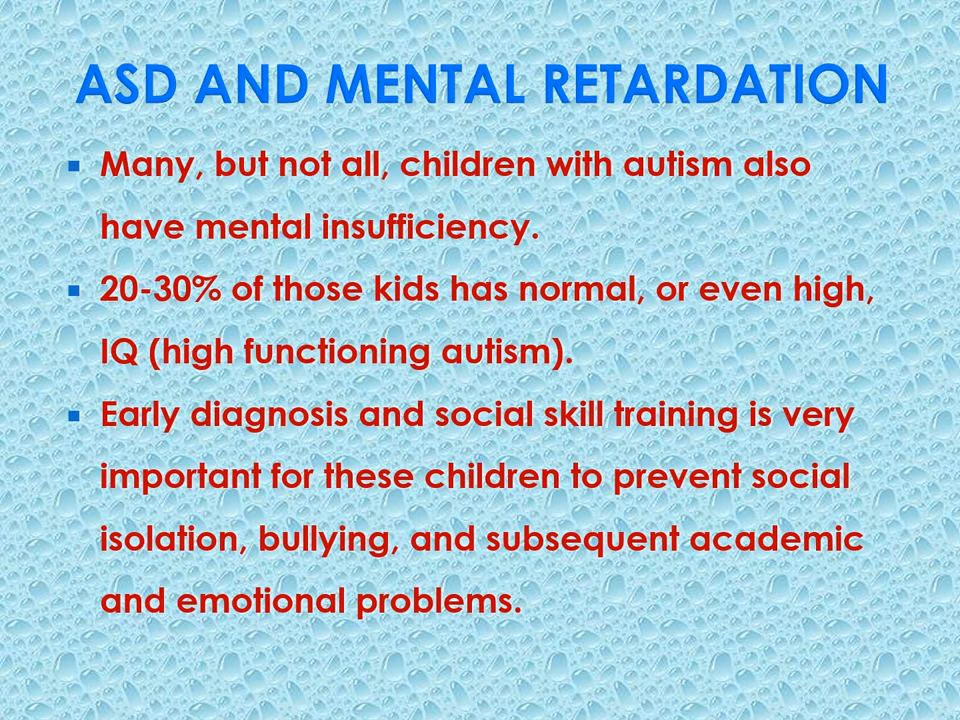 ASD AND MENTAL RETARDATION
▪ Many, but not all, children with autism also
have mental insufficiency.
▪ 20-30% of those kids has normal, or even high,
IQ (high functioning autism).
▪ Early diagnosis and social skill training is very
important for these children to prevent social
isolation, bullying, and subsequent academic
and emotional problems.